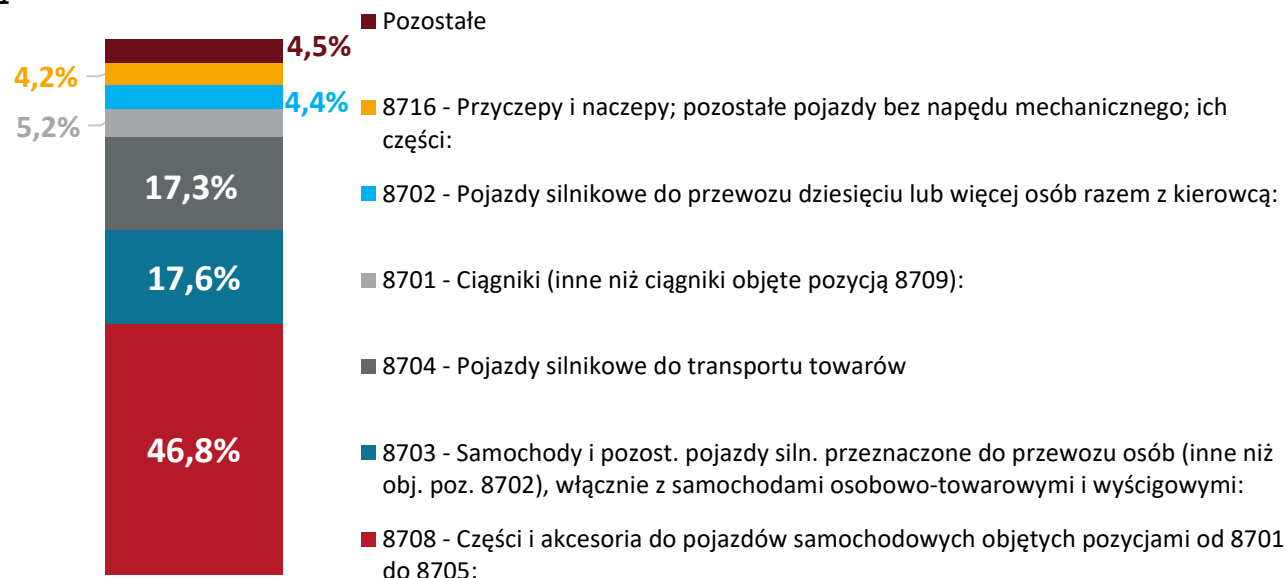 Pozostałe
4,5%
4,2%
4,4%
5,2%
17,3%
17,6%
46,8%
8716 - Przyczepy i naczepy; pozostałe pojazdy bez napędu mechanicznego; ich
części:
8702 - Pojazdy silnikowe do przewozu dziesięciu lub więcej osób razem z kierowcą:
8701 - Ciągniki (inne niż ciągniki objęte pozycją 8709):
8704 - Pojazdy silnikowe do transportu towarów
8703 - Samochody i pozost. pojazdy siln. przeznaczone do przewozu osób (inne niż
obj. poz. 8702), włącznie z samochodami osobowo-towarowymi i wyścigowymi:
8708 - Części i akcesoria do pojazdów samochodowych objętych pozycjami od 8701
do 8705: